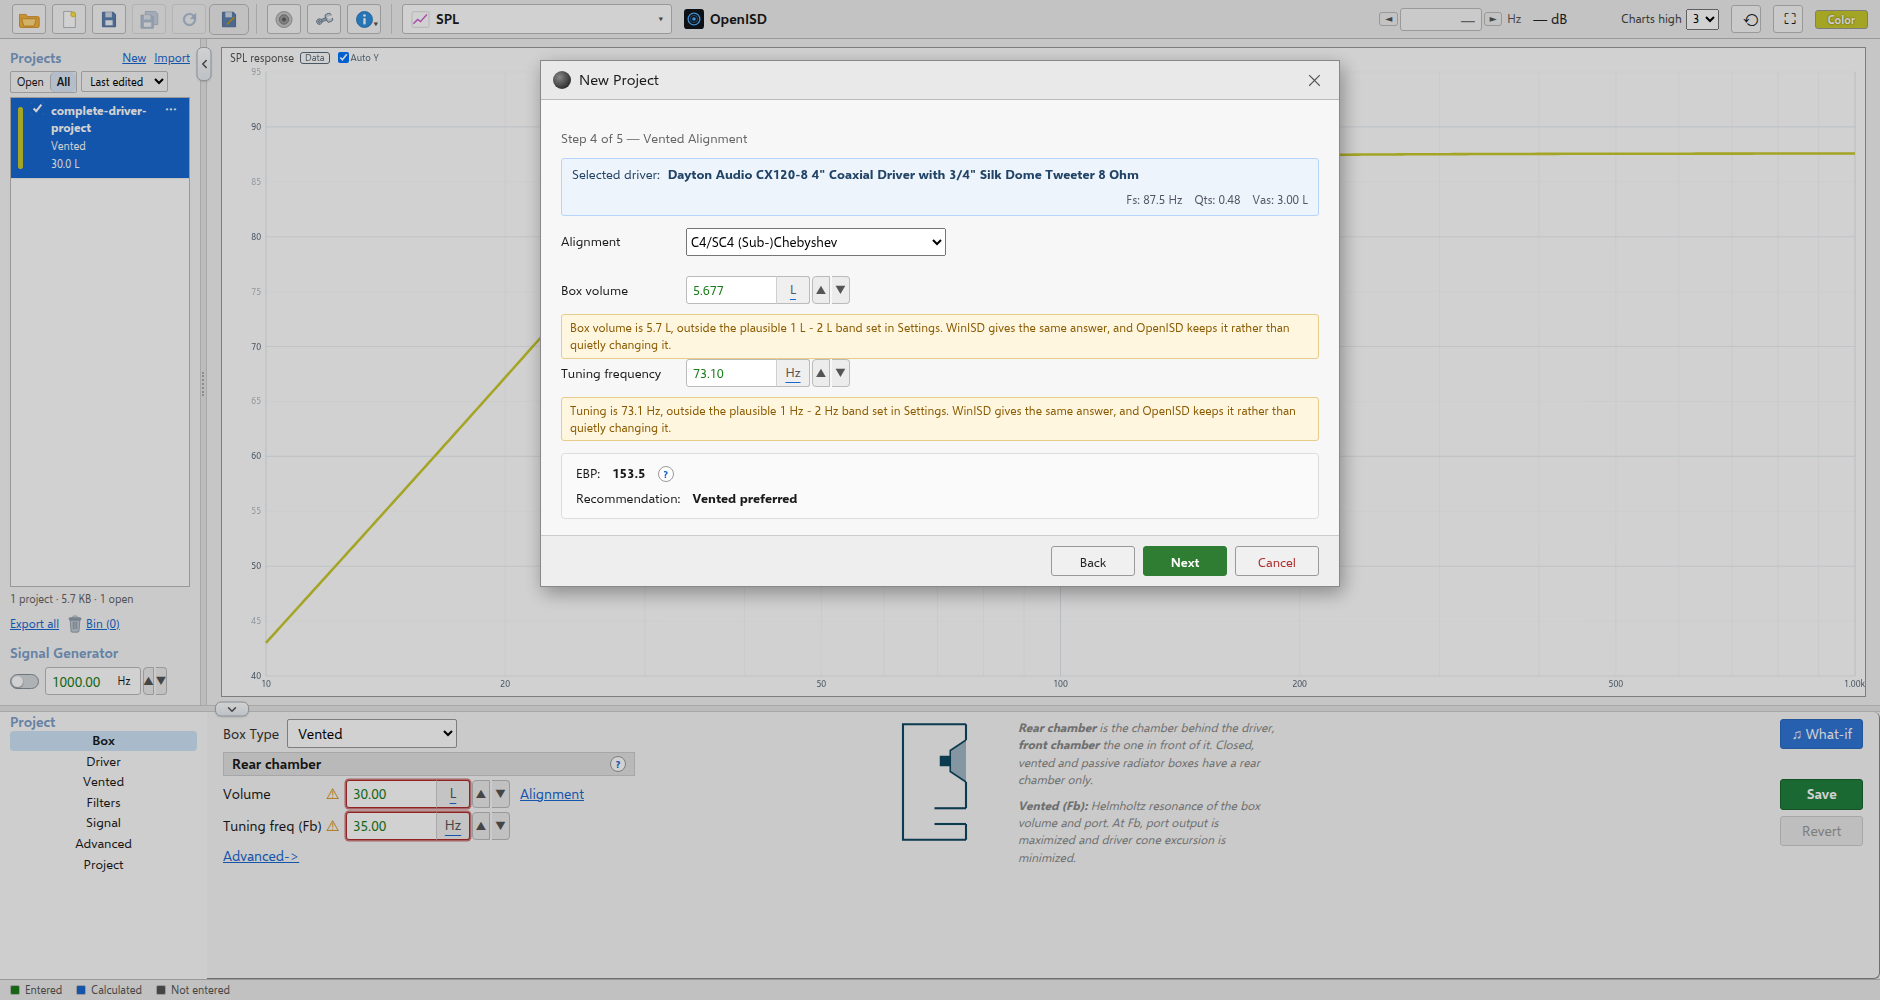 SPL
OpenISD
— Hz — dB
Charts high 3
Color
Projects New Import
Open All Last edited
complete-driver-
project
Vented
30.0 L
1 project · 5.7 KB · 1 open
Export all Bin (0)
Signal Generator
1000.00 Hz
SPL response Data Auto Y
95
90
85
80
75
70
65
60
55
50
45
40
10 20 50 100 200 500 1.00k
New Project
Step 4 of 5 — Vented Alignment
Selected driver: Dayton Audio CX120-8 4" Coaxial Driver with 3/4" Silk Dome Tweeter 8 Ohm
Fs: 87.5 Hz Qts: 0.48 Vas: 3.00 L
Alignment C4/SC4 (Sub-)Chebyshev
Box volume 5.677 L
Box volume is 5.7 L, outside the plausible 1 L - 2 L band set in Settings. WinISD gives the same answer, and OpenISD keeps it rather than
quietly changing it.
Tuning frequency 73.10 Hz
Tuning is 73.1 Hz, outside the plausible 1 Hz - 2 Hz band set in Settings. WinISD gives the same answer, and OpenISD keeps it rather than
quietly changing it.
EBP: 153.5 ?
Recommendation: Vented preferred
Back Next Cancel
Project
Box
Driver
Vented
Filters
Signal
Advanced
Project
Box Type Vented
Rear chamber ?
Volume 30.00 L Alignment
Tuning freq (Fb) 35.00 Hz
Advanced->
Rear chamber is the chamber behind the driver,
front chamber the one in front of it. Closed,
vented and passive radiator boxes have a rear
chamber only.
Vented (Fb): Helmholtz resonance of the box
volume and port. At Fb, port output is
maximized and driver cone excursion is
minimized.
♫ What-if
Save
Revert
Entered Calculated Not entered